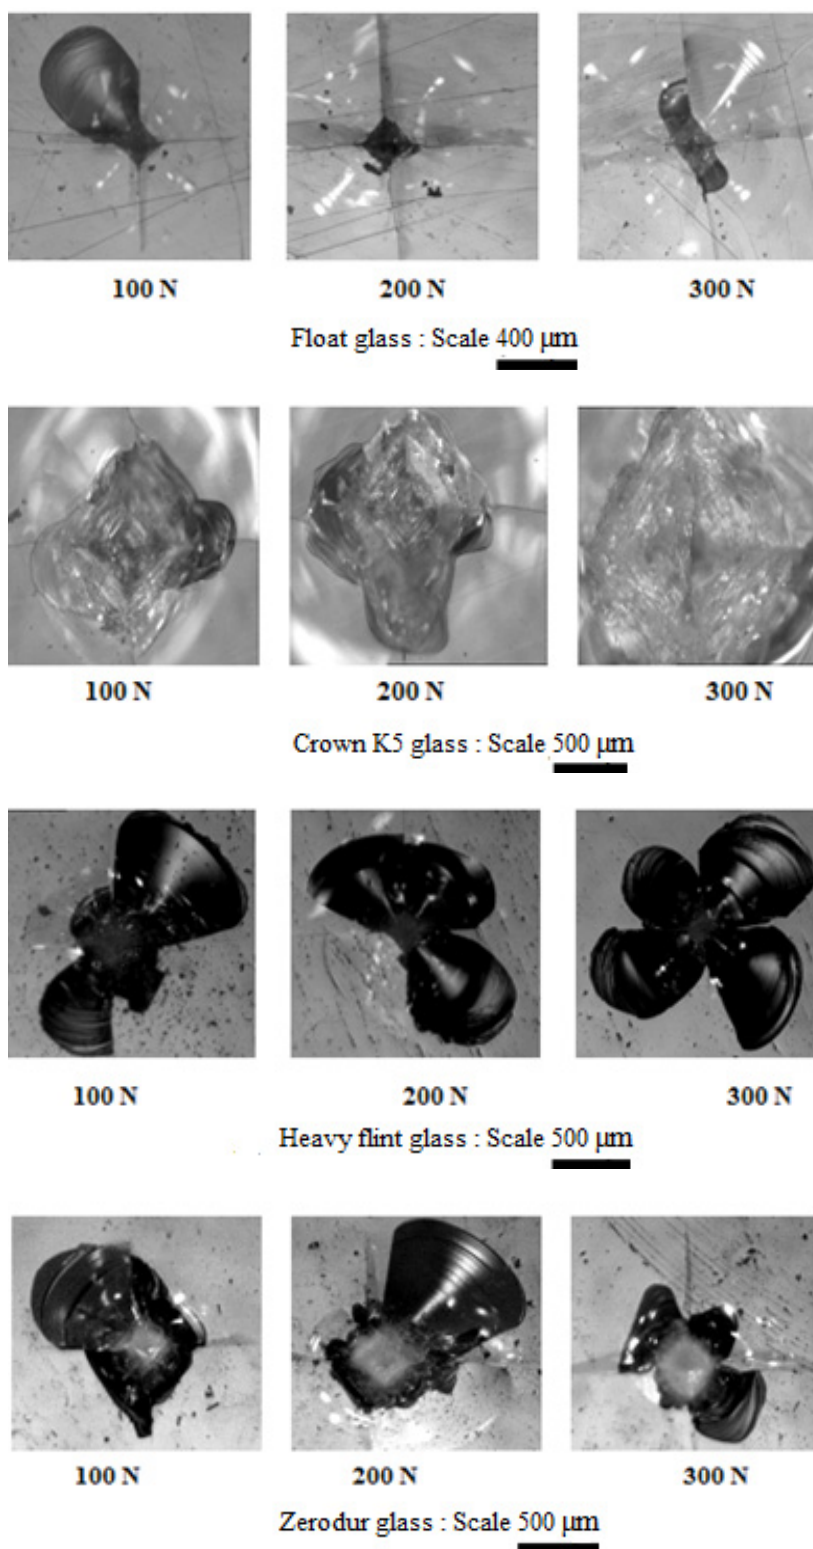 100 N 200 N 300 N
Float glass : Scale 400 μm
100 N 200 N 300 N
Crown K5 glass : Scale 500 μm
100 N 200 N 300 N
Heavy flint glass : Scale 500 μm
100 N 200 N 300 N
Zerodur glass : Scale 500 μm